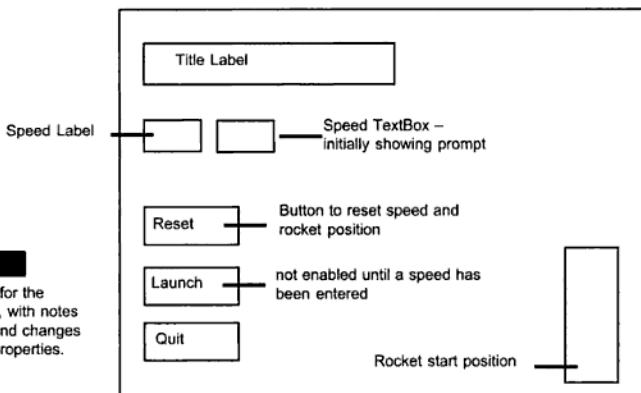 Title Label
Speed Label
Speed TextBox –
initially showing prompt
Reset
Button to reset speed and
rocket position
Launch
not enabled until a speed has
been entered
Quit
Rocket start position
for the
, with notes
nd changes
roperties.